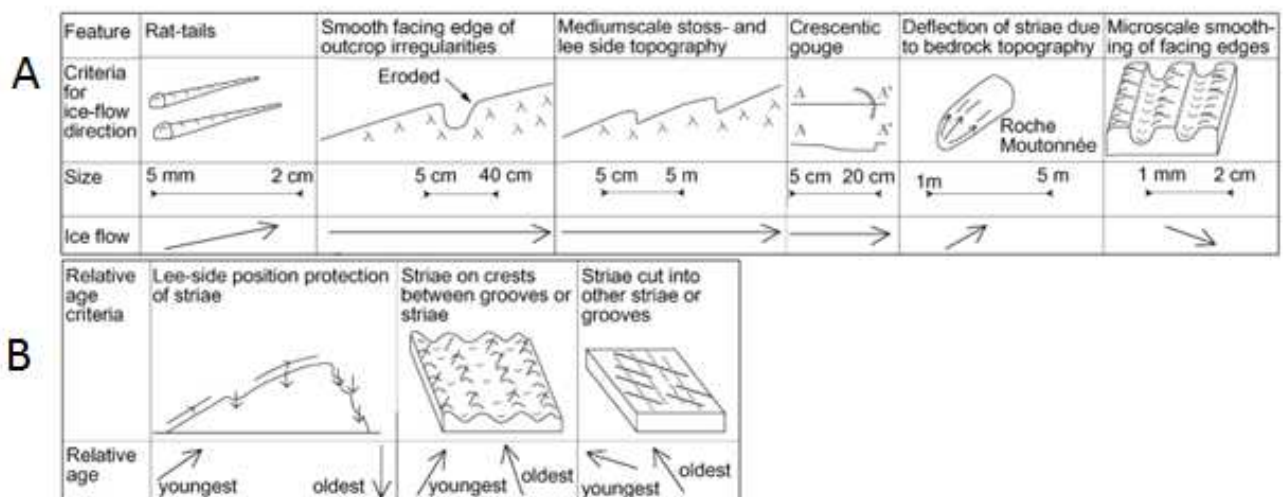 A
Feature
Rat-tails
Smooth facing edge of
outcrop irregularities
Mediumscale stoss- and
lee side topography
Crescentic
gouge
Deflection of striae due
to bedrock topography
Microscale smooth-
ing of facing edges
Criteria
for
ice-flow
direction
Eroded
A A'
A A'
Roche
Moutonnée
Size
5 mm 2 cm
5 cm 40 cm
5 cm 5 m
5 cm 20 cm
1m 5 m
1 mm 2 cm
Ice flow
B
Relative
age
criteria
Lee-side position protection
of striae
Striae on crests
between grooves or
striae
Striae cut into
other striae or
grooves
Relative
age
youngest oldest
youngest oldest
youngest oldest